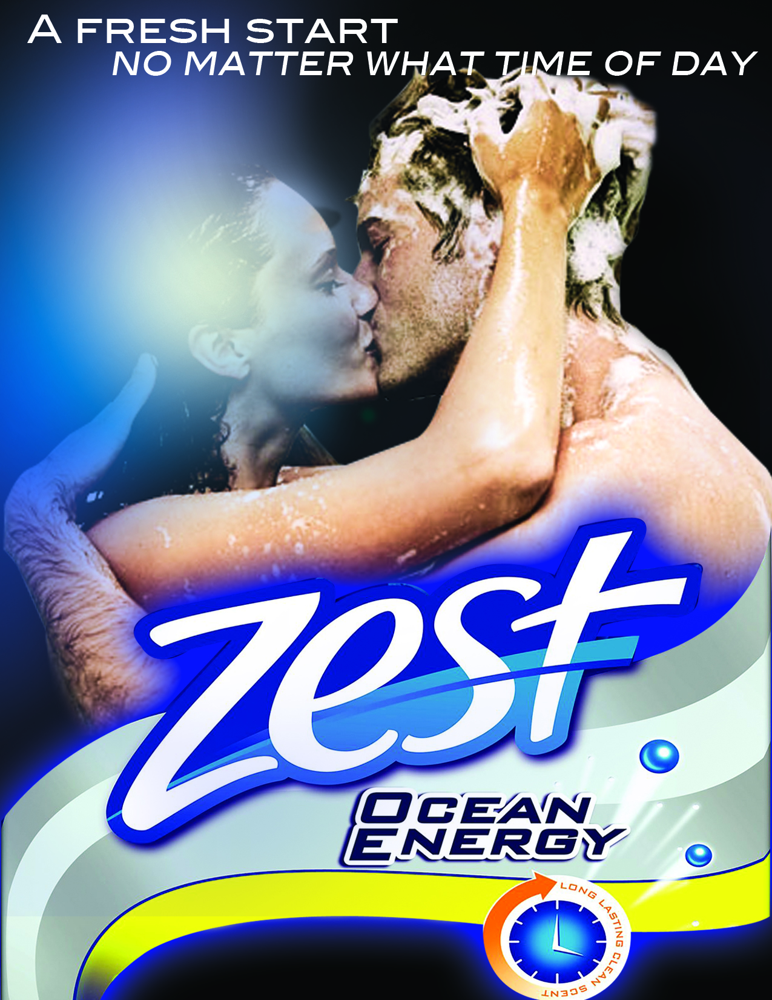 A FRESH START
NO MATTER WHAT TIME OF DAY
Zest
OCEAN
ENERGY
LONG LASTING CLEAN SCENT